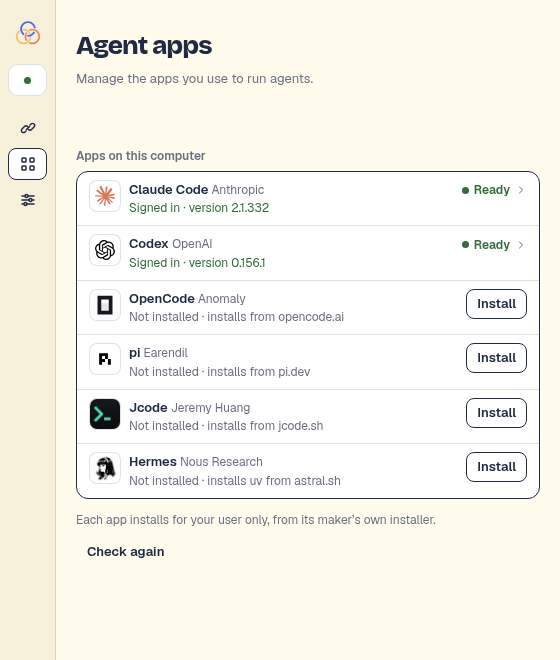 Agent apps
Manage the apps you use to run agents.
Apps on this computer
Claude Code Anthropic
Signed in · version 2.1.332
Ready
Codex OpenAI
Signed in · version 0.156.1
Ready
OpenCode Anomaly
Not installed · installs from opencode.ai
Install
pi Earendil
Not installed · installs from pi.dev
Install
Jcode Jeremy Huang
Not installed · installs from jcode.sh
Install
Hermes Nous Research
Not installed · installs uv from astral.sh
Install
Each app installs for your user only, from its maker's own installer.
Check again